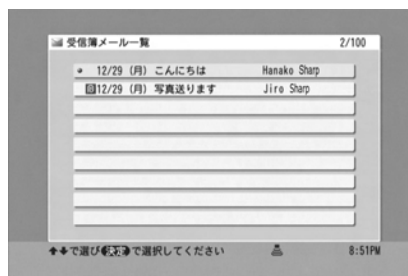 受信簿メール一覧 2/100
12/29 (月) こんにちは Hanako Sharp
12/29 (月) 写真送ります Jiro Sharp
で選び 決定 で選択してください 8:51PM